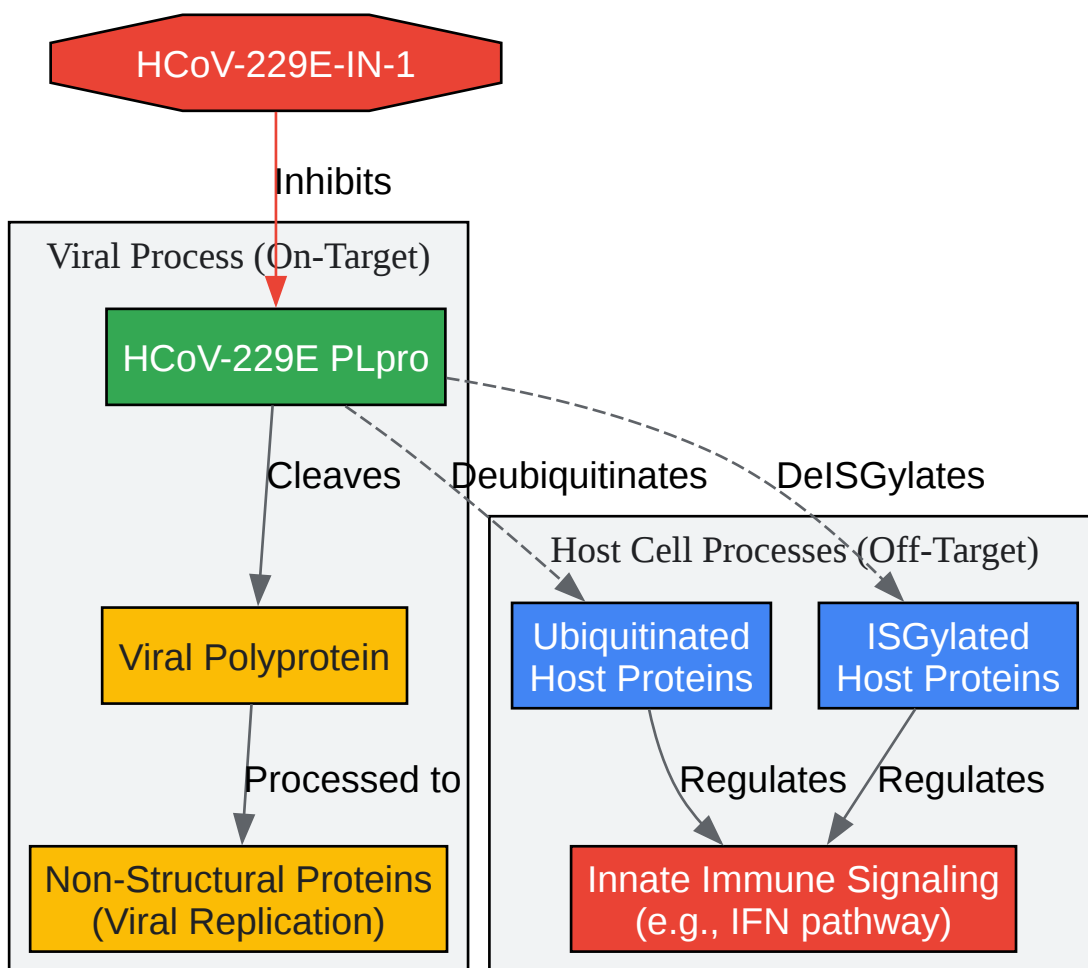 HCoV-229E-IN-1
Inhibits
Viral Process (On-Target)
HCoV-229E PLpro
Cleaves
Deubiquitinates
DeISGylates
Host Cell Processes (Off-Target)
Viral Polyprotein
Ubiquitinated
Host Proteins
ISGylated
Host Proteins
Processed to
Regulates
Regulates
Non-Structural Proteins
(Viral Replication)
Innate Immune Signaling
(e.g., IFN pathway)